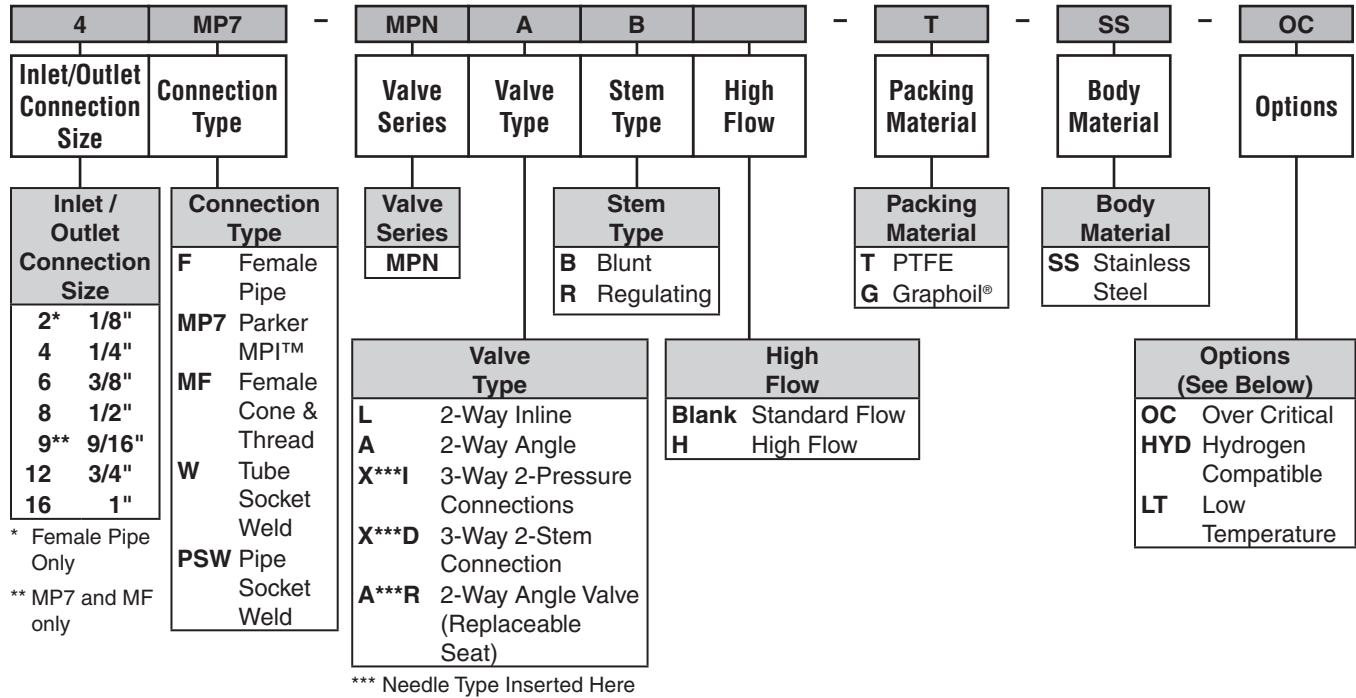 4 MP7 – MPN A B – T – SS – OC
Inlet/Outlet Connection Size
Connection Type
Valve Series
Valve Type
Stem Type
High Flow
Packing Material
Body Material
Options
Inlet / Outlet Connection Size
2* 1/8"
4 1/4"
6 3/8"
8 1/2"
9** 9/16"
12 3/4"
16 1"
* Female Pipe Only
** MP7 and MF only
Connection Type
F Female Pipe
MP7 Parker MPI™
MF Female Cone & Thread
W Tube Socket Weld
PSW Pipe Socket Weld
Valve Series
MPN
Valve Type
L 2-Way Inline
A 2-Way Angle
X***I 3-Way 2-Pressure Connections
X***D 3-Way 2-Stem Connection
A***R 2-Way Angle Valve (Replaceable Seat)
*** Needle Type Inserted Here
Stem Type
B Blunt
R Regulating
High Flow
Blank Standard Flow
H High Flow
Packing Material
T PTFE
G Graphoil®
Body Material
SS Stainless Steel
Options (See Below)
OC Over Critical
HYD Hydrogen Compatible
LT Low Temperature